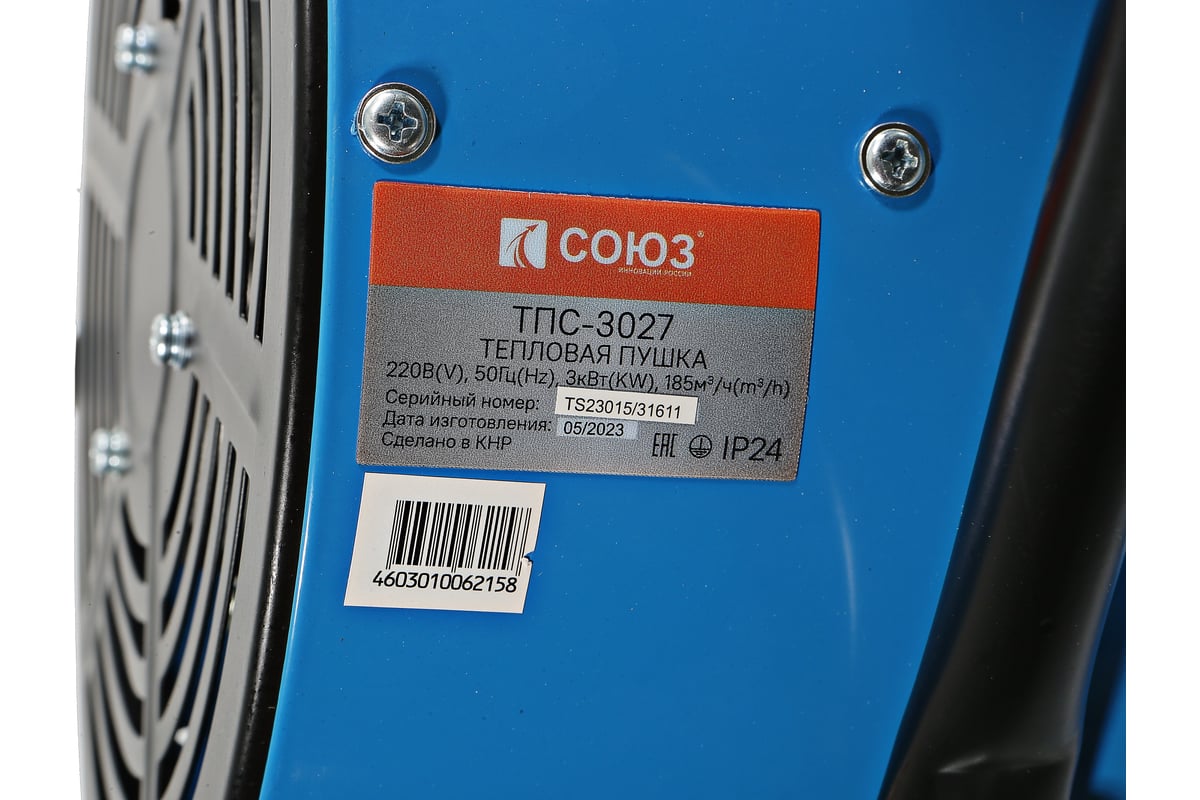 СОЮЗ®
ИННОВАЦИИ РОССИИ
ТПС-3027
ТЕПЛОВАЯ ПУШКА
220В(V), 50Гц(Hz), 3кВт(KW), 185м³/ч(m³/h)
Серийный номер: TS23015/31611
Дата изготовления: 05/2023
Сделано в КНР
EAC IP24
4603010062158